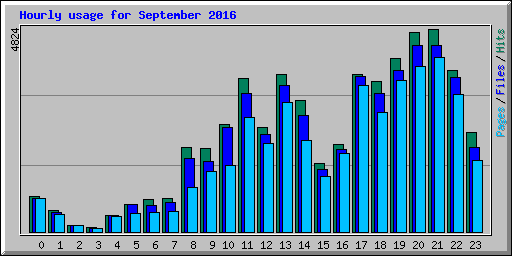 Hourly usage for September 2016
4824
Pages / Files / Hits
0 1 2 3 4 5 6 7 8 9 10 11 12 13 14 15 16 17 18 19 20 21 22 23